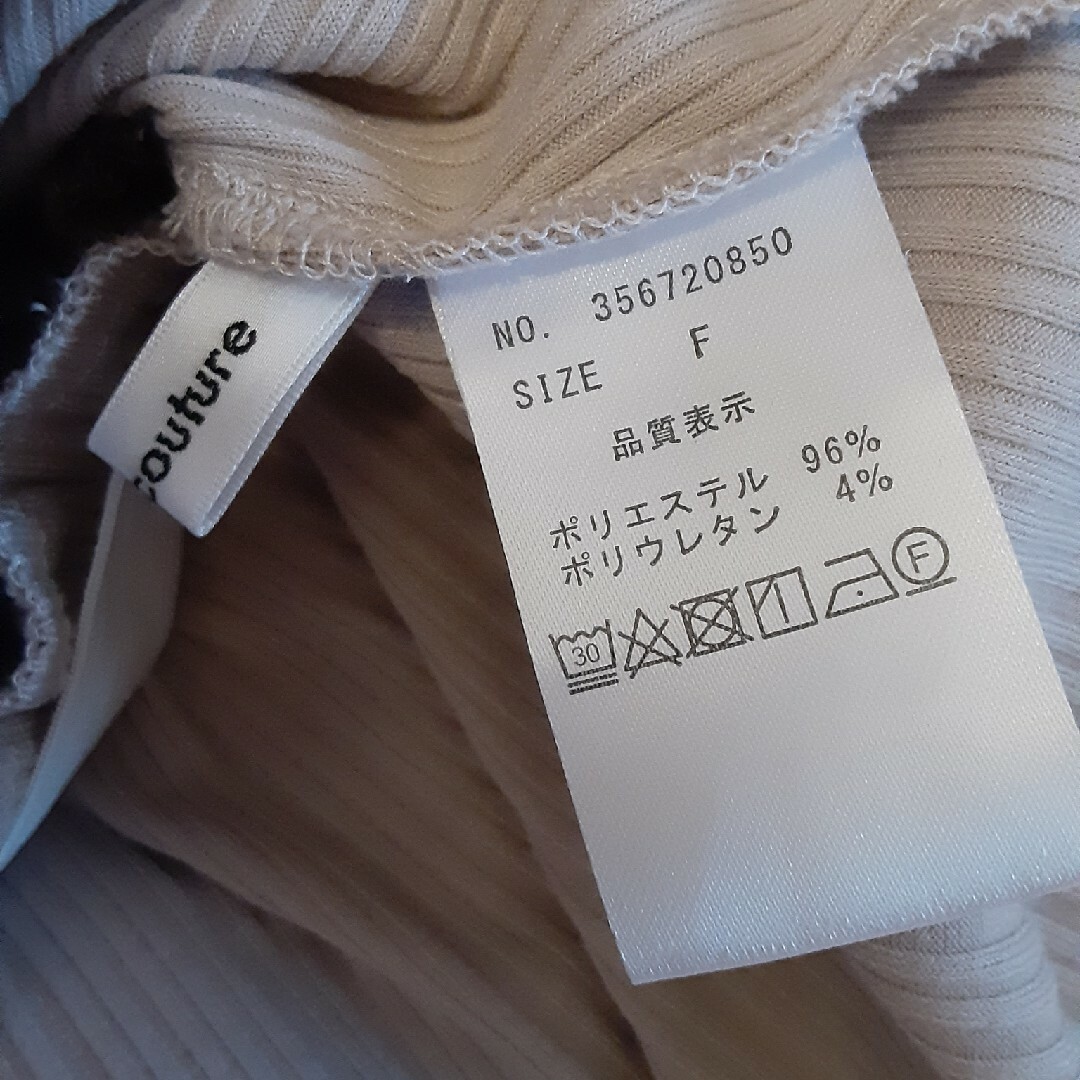 couture
NO. 356720850
SIZE F
品質表示
ポリエステル 96%
ポリウレタン 4%
30
F